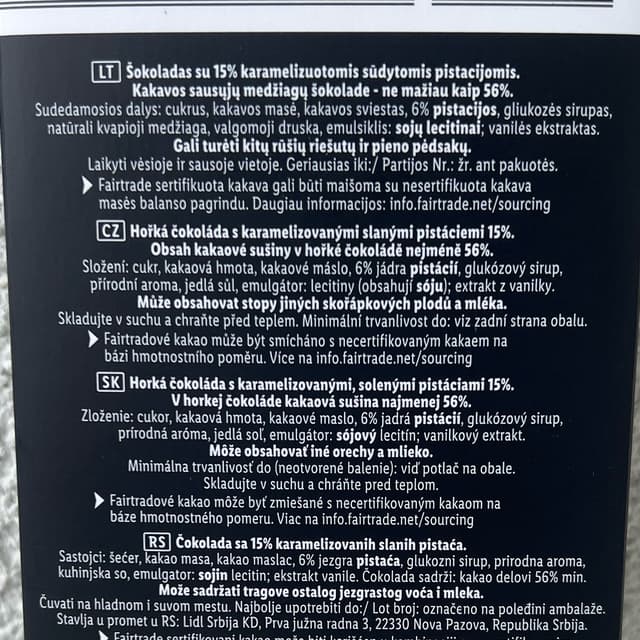 LT Šokoladas su 15% karamelizuotomis sūdytomis pistacijomis.
Kakavos sausųjų medžiagų šokolade - ne mažiau kaip 56%.
Sudedamosios dalys: cukrus, kakavos masė, kakavos sviestas, 6% pistacijos, gliukozės sirupas,
natūrali kvapioji medžiaga, valgomoji druska, emulsiklis: sojų lecitinai; vanilės ekstraktas.
Gali turėti kitų rūšių riešutų ir pieno pėdsakų.
Laikyti vėsioje ir sausoje vietoje. Geriausias iki:/ Partijos Nr.: žr. ant pakuotės.
Fairtrade sertifikuota kakava gali būti maišoma su nesertifikuota kakava
masės balanso pagrindu. Daugiau informacijos: info.fairtrade.net/sourcing
CZ Hořká čokoláda s karamelizovanými slanými pistáciemi 15%.
Obsah kakaové sušiny v hořké čokoládě nejméně 56%.
Složení: cukr, kakaová hmota, kakaové máslo, 6% jádra pistácií, glukózový sirup,
přírodní aroma, jedlá sůl, emulgátor: lecitiny (obsahují sóju); extrakt z vanilky.
Může obsahovat stopy jiných skořápkových plodů a mléka.
Skladujte v suchu a chraňte před teplem. Minimální trvanlivost do: viz zadní strana obalu.
Fairtradové kakao může být smícháno s necertifikovaným kakaem na
bázi hmotnostního poměru. Více na info.fairtrade.net/sourcing
SK Horká čokoláda s karamelizovanými, solenými pistáciami 15%.
V horkej čokoláde kakaová sušina najmenej 56%.
Zloženie: cukor, kakaová hmota, kakaové maslo, 6% jadrá pistácií, glukózový sirup,
prírodná aróma, jedlá soľ, emulgátor: sójový lecitín; vanilkový extrakt.
Môže obsahovať iné orechy a mlieko.
Minimálna trvanlivosť do (neotvorené balenie): viď potlač na obale.
Skladujte v suchu a chráňte pred teplom.
Fairtradové kakao môže byť zmiešané s necertifikovaným kakaom na
báze hmotnostného pomeru. Viac na info.fairtrade.net/sourcing
RS Čokolada sa 15% karamelizovanih slanih pistaća.
Sastojci: šećer, kakao masa, kakao maslac, 6% jezgra pistaća, glukozni sirup, prirodna aroma,
kuhinjska so, emulgator: sojin lecitin; ekstrakt vanile. Čokolada sadrži: kakao delovi 56% min.
Može sadržati tragove ostalog jezgrastog voća i mleka.
Čuvati na hladnom i suvom mestu. Najbolje upotrebiti do:/ Lot broj: označeno na poleđini ambalaže.
Stavlja u promet u RS: Lidl Srbija KD, Prva južna radna 3, 22330 Nova Pazova, Republika Srbija.
Fairtrade sertifikovani kakao može biti korišćen u